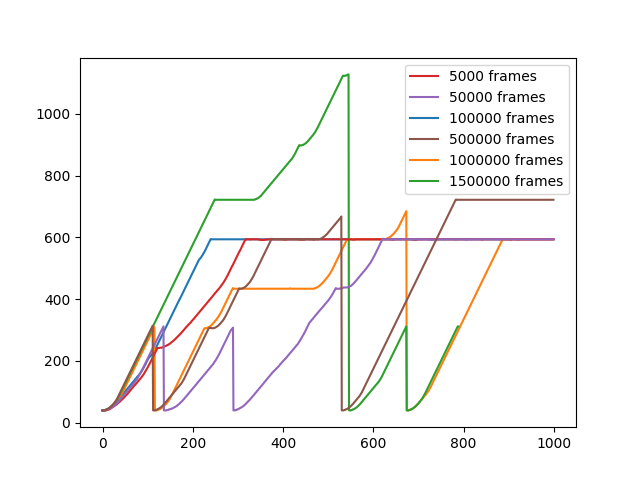 5000 frames
50000 frames
100000 frames
500000 frames
1000000 frames
1500000 frames
1000
800
600
400
200
0
0 200 400 600 800 1000